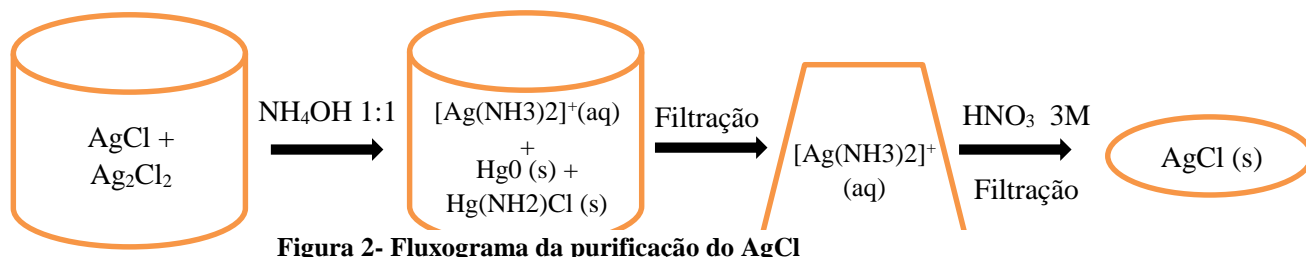 AgCl +
Ag₂Cl₂
NH₄OH 1:1
[Ag(NH3)2]⁺(aq)
+
Hg0 (s) +
Hg(NH2)Cl (s)
Filtração
[Ag(NH3)2]⁺
(aq)
HNO₃ 3M
Filtração
AgCl (s)
Figura 2- Fluxograma da purificação do AgCl